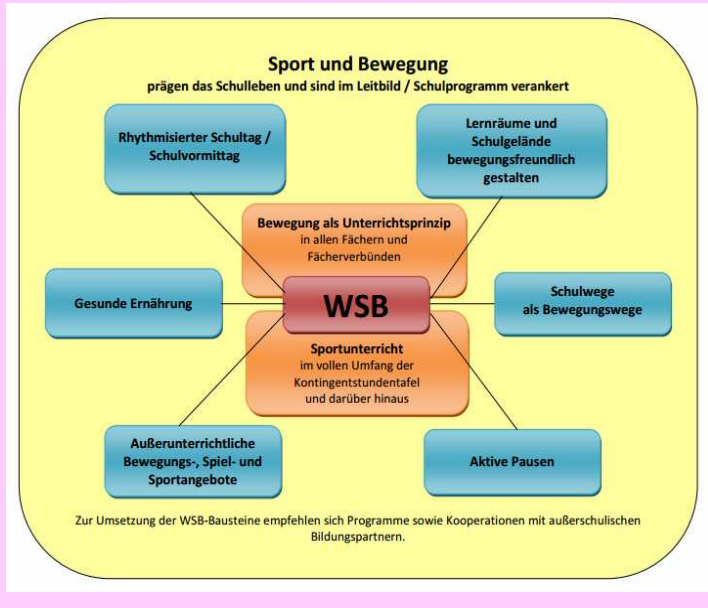 Sport und Bewegung
prägen das Schulleben und sind im Leitbild / Schulprogramm verankert
Rhythmisierter Schultag /
Schulvormittag
Lernräume und
Schulgelände
bewegungsfreundlich
gestalten
Bewegung als Unterrichtsprinzip
in allen Fächern und
Fächerverbünden
Gesunde Ernährung
WSB
Schulwege
als Bewegungswege
Sportunterricht
im vollen Umfang der
Kontingentstundentafel
und darüber hinaus
Außerunterrichtliche
Bewegungs-, Spiel- und
Sportangebote
Aktive Pausen
Zur Umsetzung der WSB-Bausteine empfehlen sich Programme sowie Kooperationen mit außerschulischen
Bildungspartnern.